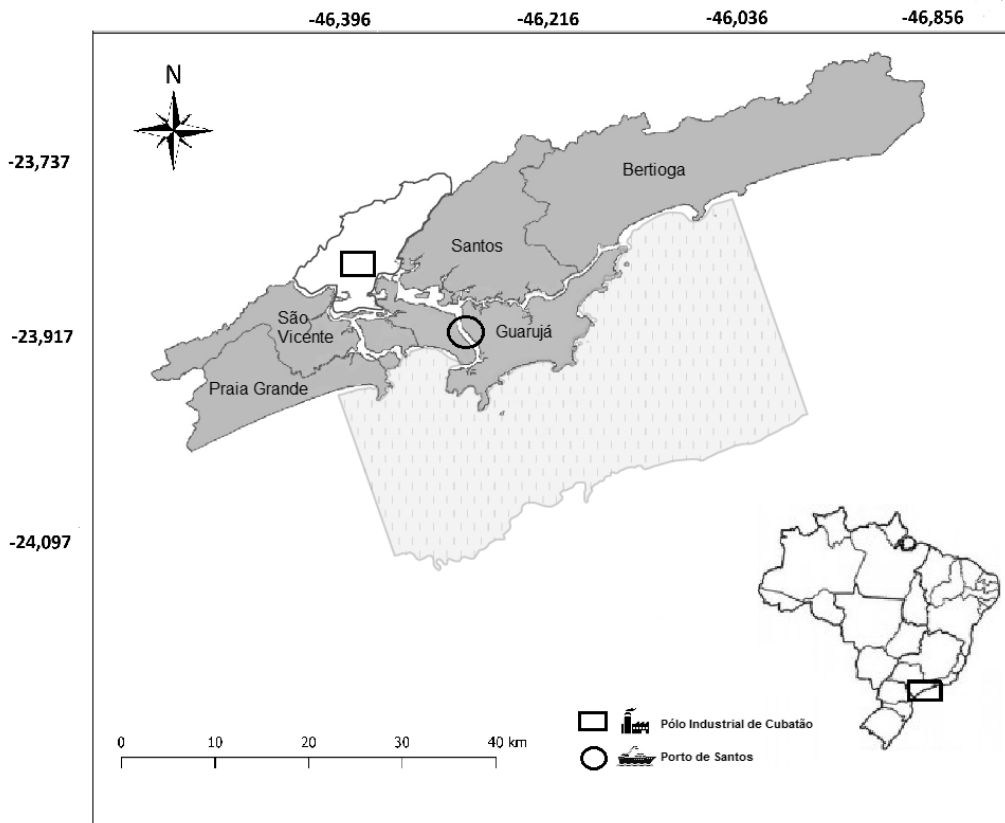 -46,396 -46,216 -46,036 -46,856
N
-23,737
Bertioga
Santos
São
Vicente
-23,917
Guarujá
Praia Grande
-24,097
0 10 20 30 40 km
Pólo Industrial de Cubatão
Porto de Santos